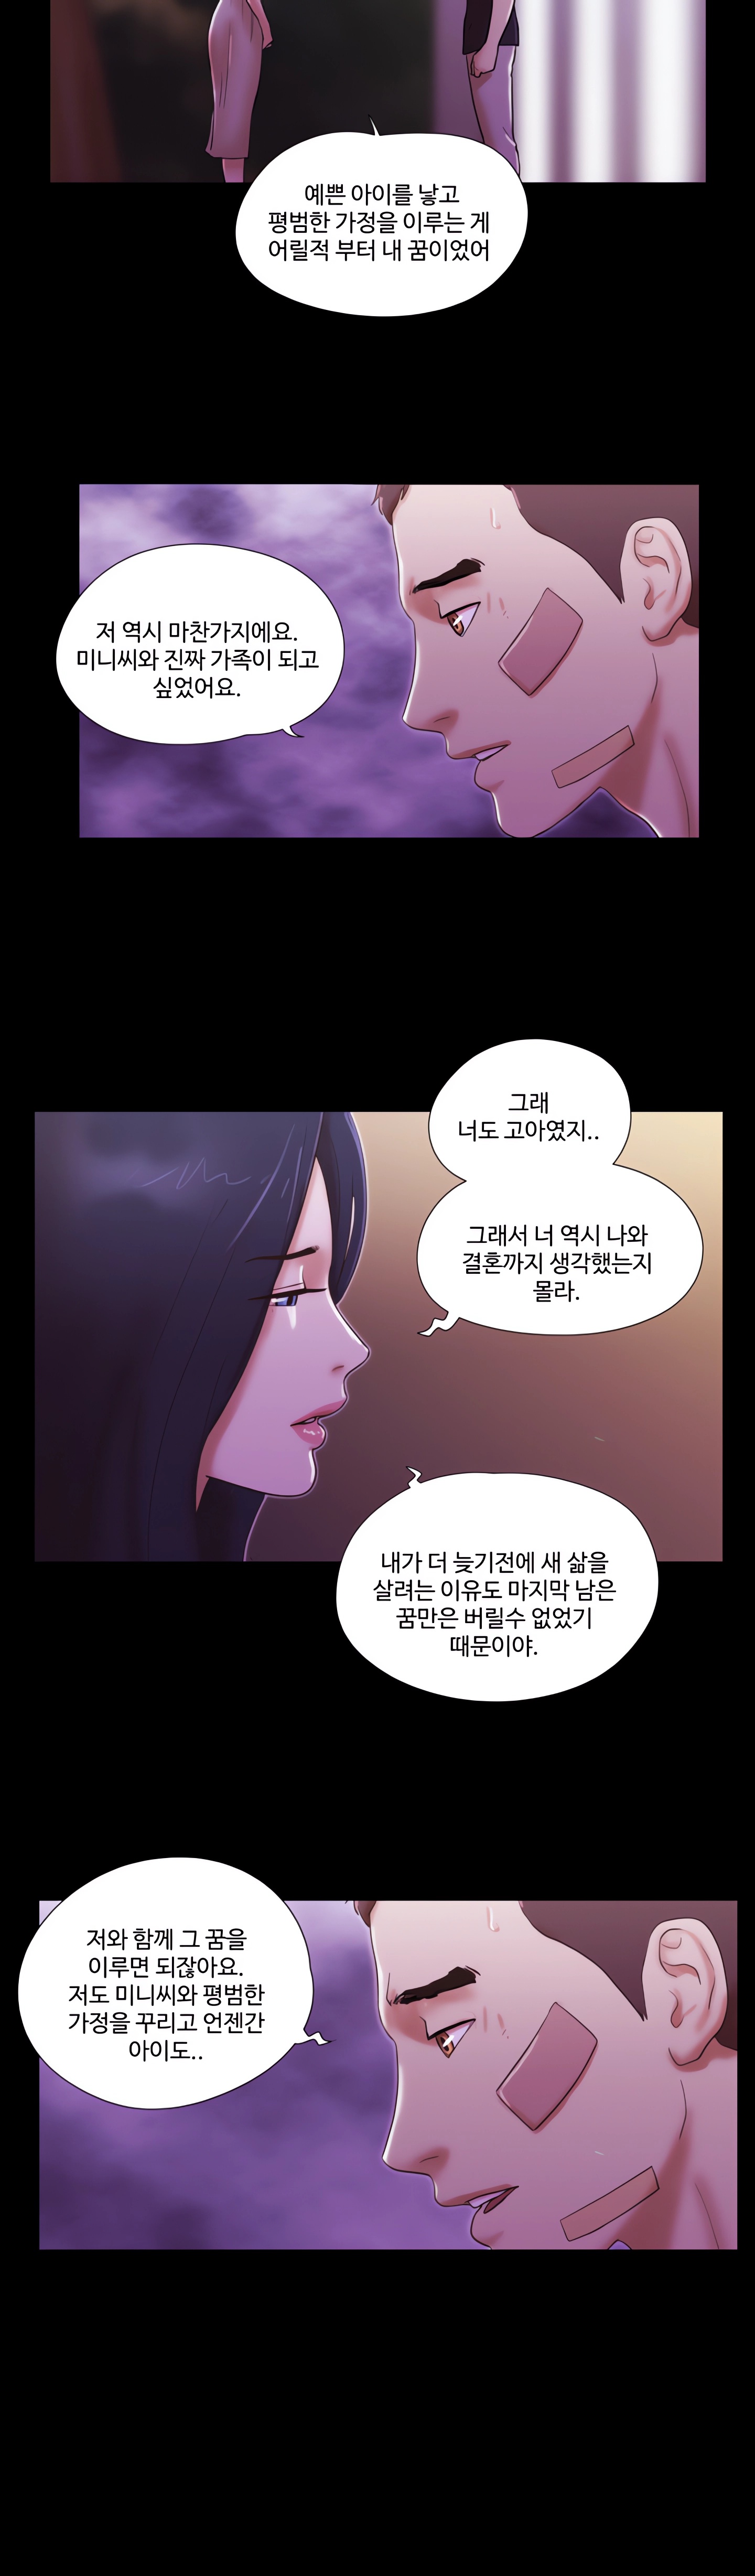 예쁜 아이를 낳고
평범한 가정을 이루는 게
어릴적 부터 내 꿈이었어
저 역시 마찬가지에요.
미니씨와 진짜 가족이 되고
싶었어요.
그래
너도 고아였지..
그래서 너 역시 나와
결혼까지 생각했는지
몰라.
내가 더 늦기전에 새 삶을
살려는 이유도 마지막 남은
꿈만은 버릴수 없었기
때문이야.
저와 함께 그 꿈을
이루면 되잖아요.
저도 미니씨와 평범한
가정을 꾸리고 언젠간
아이도..